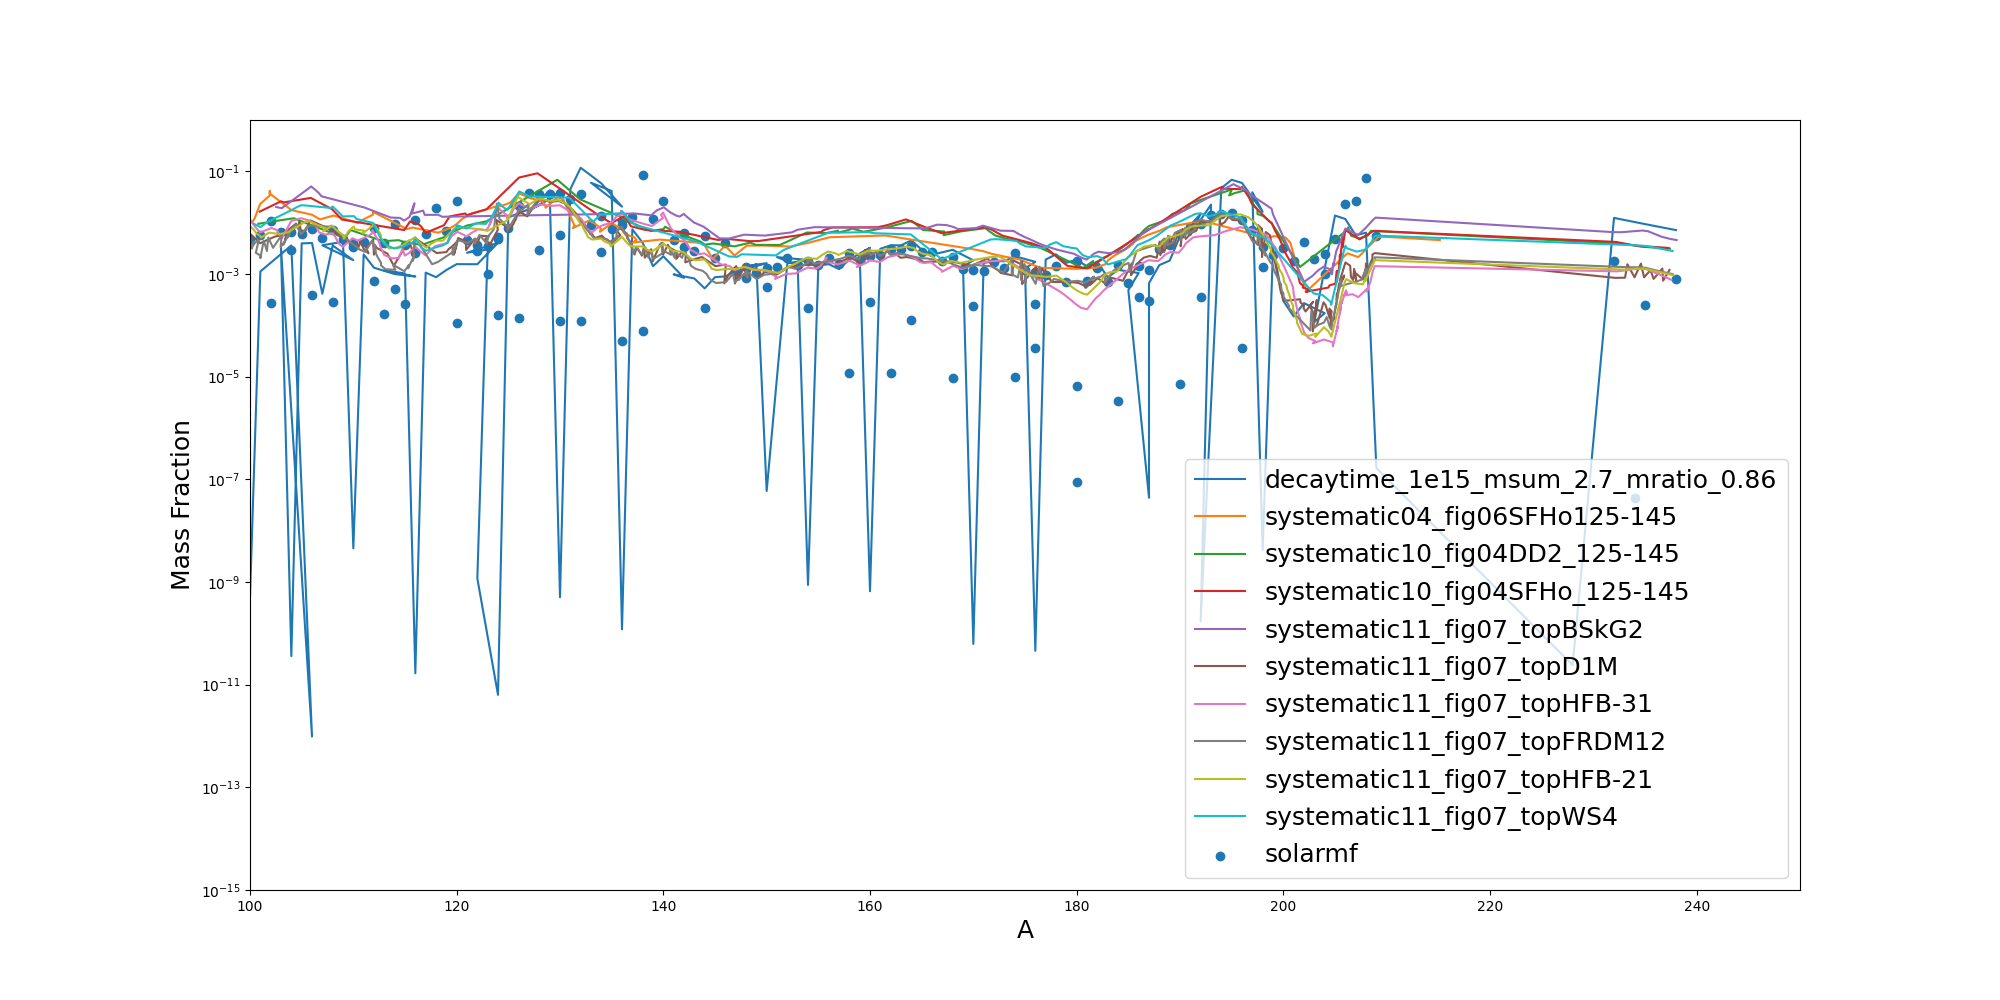 Mass Fraction
10⁻¹
10⁻³
10⁻⁵
10⁻⁷
10⁻⁹
10⁻¹¹
10⁻¹³
10⁻¹⁵
100 120 140 160 180 200 220 240
A
decaytime_1e15_msum_2.7_mratio_0.86
systematic04_fig06SFHo125-145
systematic10_fig04DD2_125-145
systematic10_fig04SFHo_125-145
systematic11_fig07_topBSkG2
systematic11_fig07_topD1M
systematic11_fig07_topHFB-31
systematic11_fig07_topFRDM12
systematic11_fig07_topHFB-21
systematic11_fig07_topWS4
solarmf